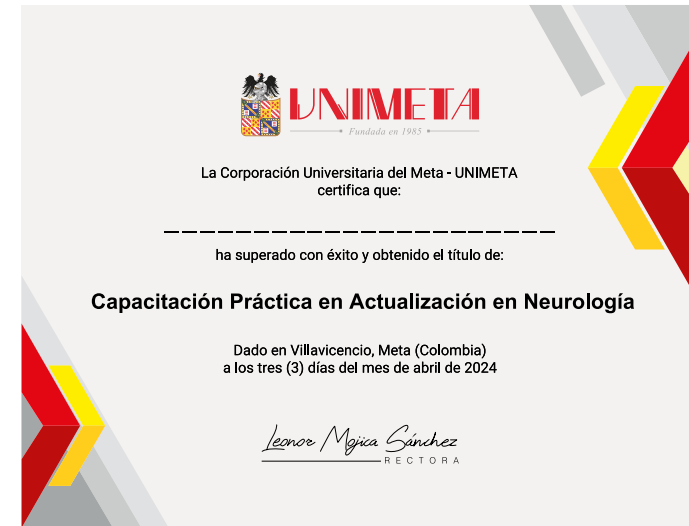 UNIMETA
Fundada en 1985
La Corporación Universitaria del Meta - UNIMETA
certifica que:
ha superado con éxito y obtenido el título de:
Capacitación Práctica en Actualización en Neurología
Dado en Villavicencio, Meta (Colombia)
a los tres (3) días del mes de abril de 2024
Leonor Mojica Sánchez
RECTORA